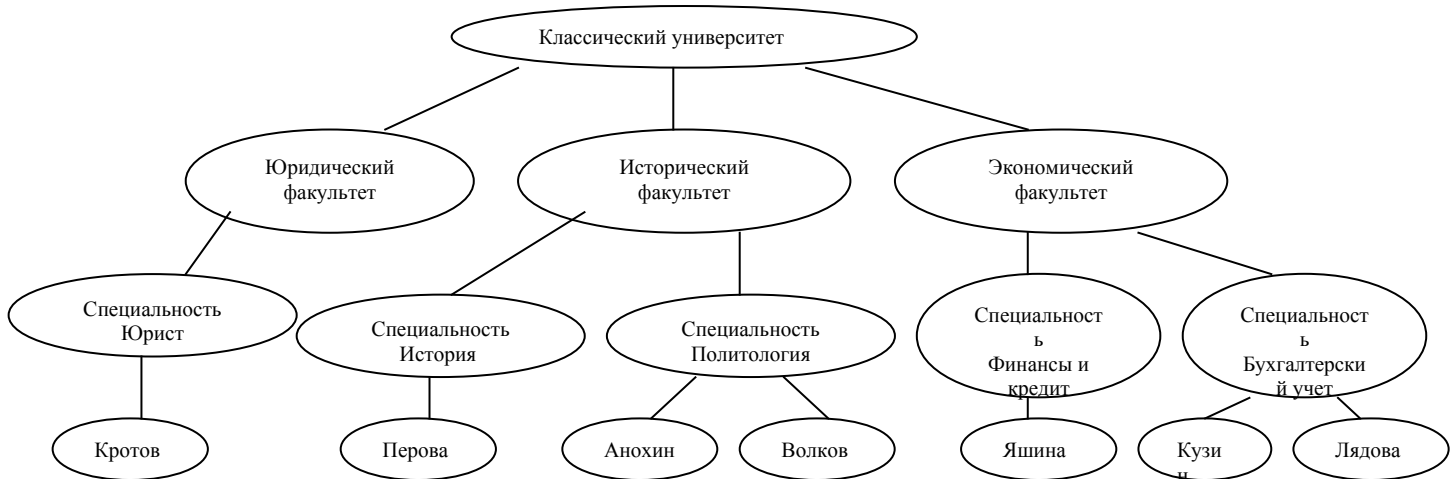 Классический университет
Юридический
факультет
Исторический
факультет
Экономический
факультет
Специальность
Юрист
Специальность
История
Специальность
Политология
Специальност
ь
Финансы и
кредит
Специальност
ь
Бухгалтерски
й учет
Кротов
Перова
Анохин
Волков
Яшина
Кузи
н
Лядова